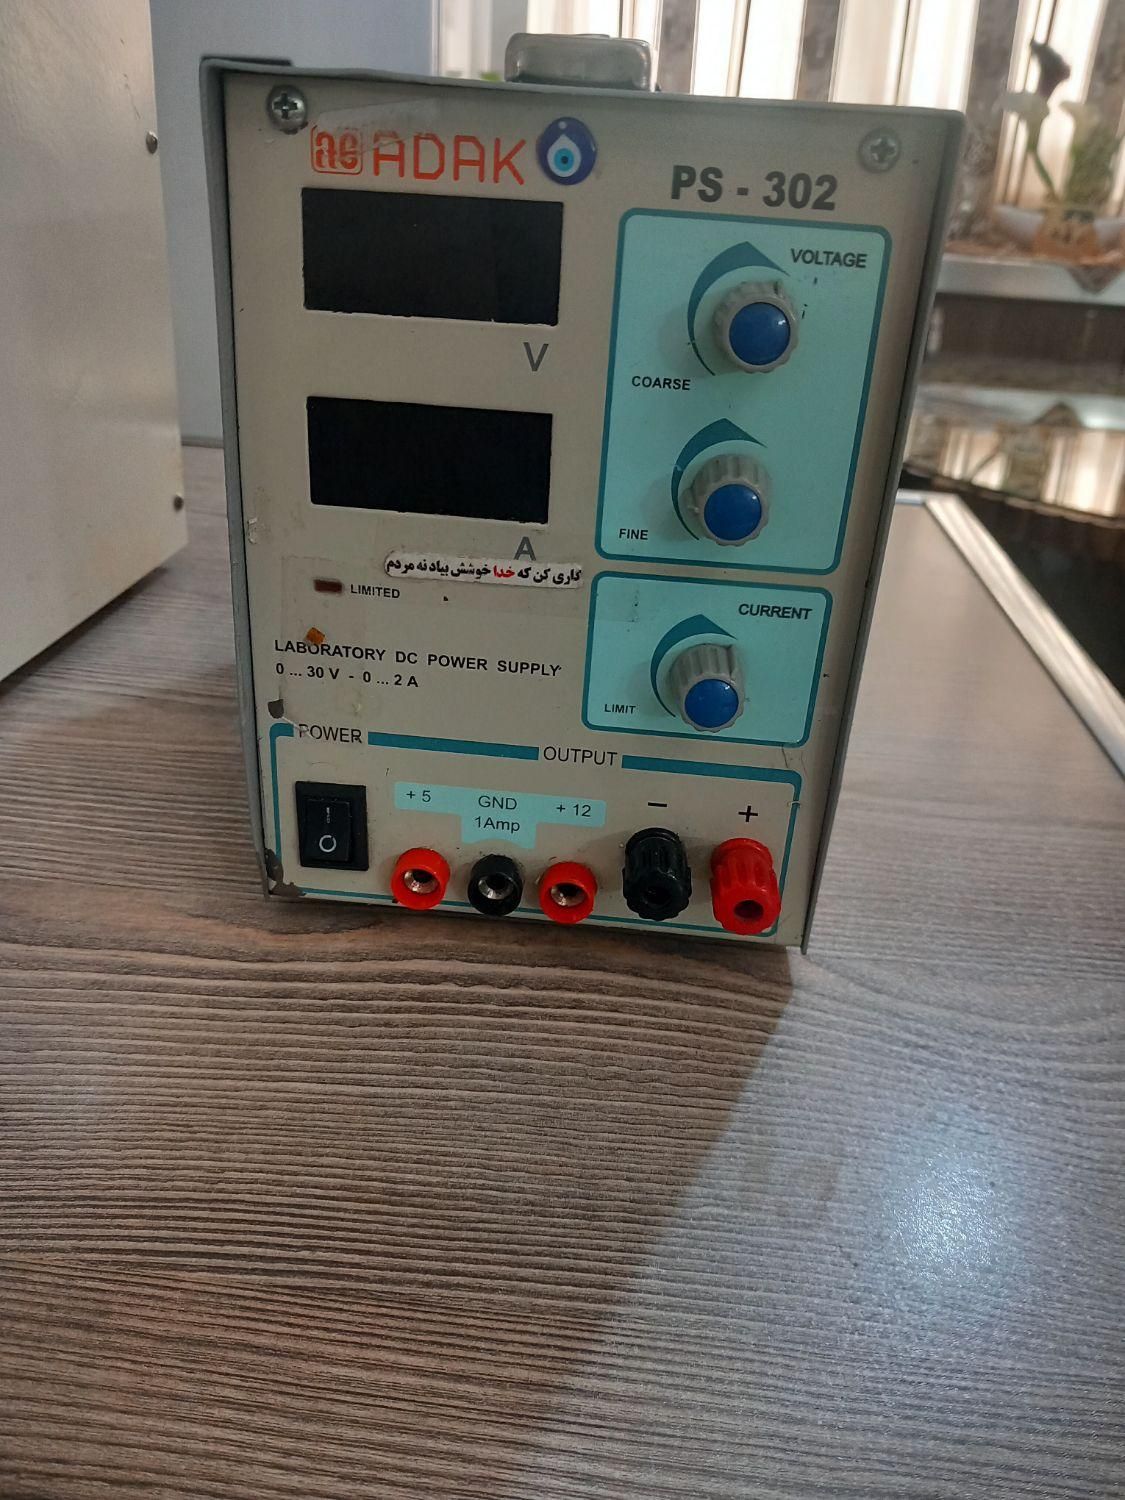 ae ADAK
PS - 302
VOLTAGE
COARSE
FINE
V
A
کاری کن که خدا خوشش بیاد نه مردم
LIMITED
CURRENT
LIMIT
LABORATORY DC POWER SUPPLY
0 ... 30 V - 0 ... 2 A
POWER
OUTPUT
+ 5 GND + 12
1Amp
− +